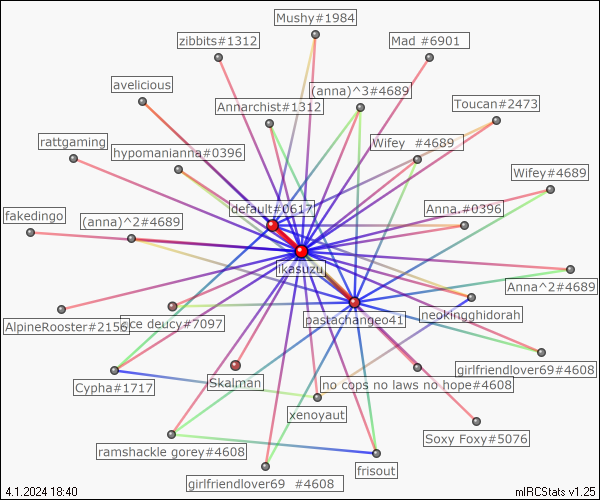 Mushy#1984
zibbits#1312
Mad #6901
avelicious
(anna)^3#4689
Annarchist#1312
Toucan#2473
rattgaming
hypomanianna#0396
Wifey #4689
Wifey#4689
default#0617
fakedingo
(anna)^2#4689
Anna.#0396
ikasuzu
Anna^2#4689
AlpineRooster#2156
ce deucy#7097
pastachangeo41
neokingghidorah
girlfriendlover69#4608
Cypha#1717
Skalman
no cops no laws no hope#4608
xenoyaut
Soxy Foxy#5076
ramshackle gorey#4608
frisout
girlfriendlover69 #4608
4.1.2024 18:40
mIRCStats v1.25